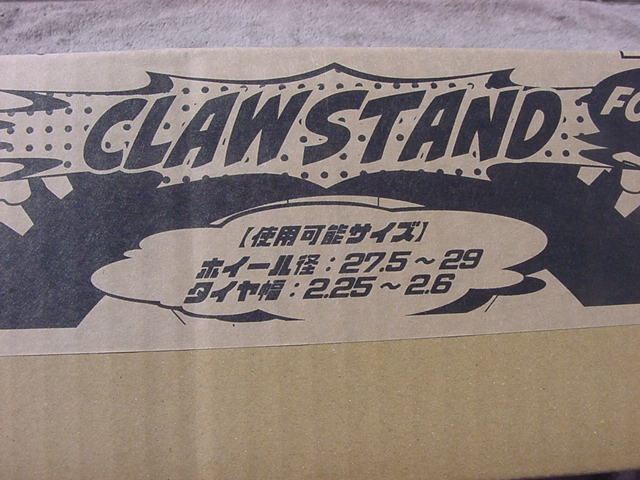 CLAWSTAND
FO
【使用可能サイズ】
ホイール径：27.5～29
タイヤ幅：2.25～2.6